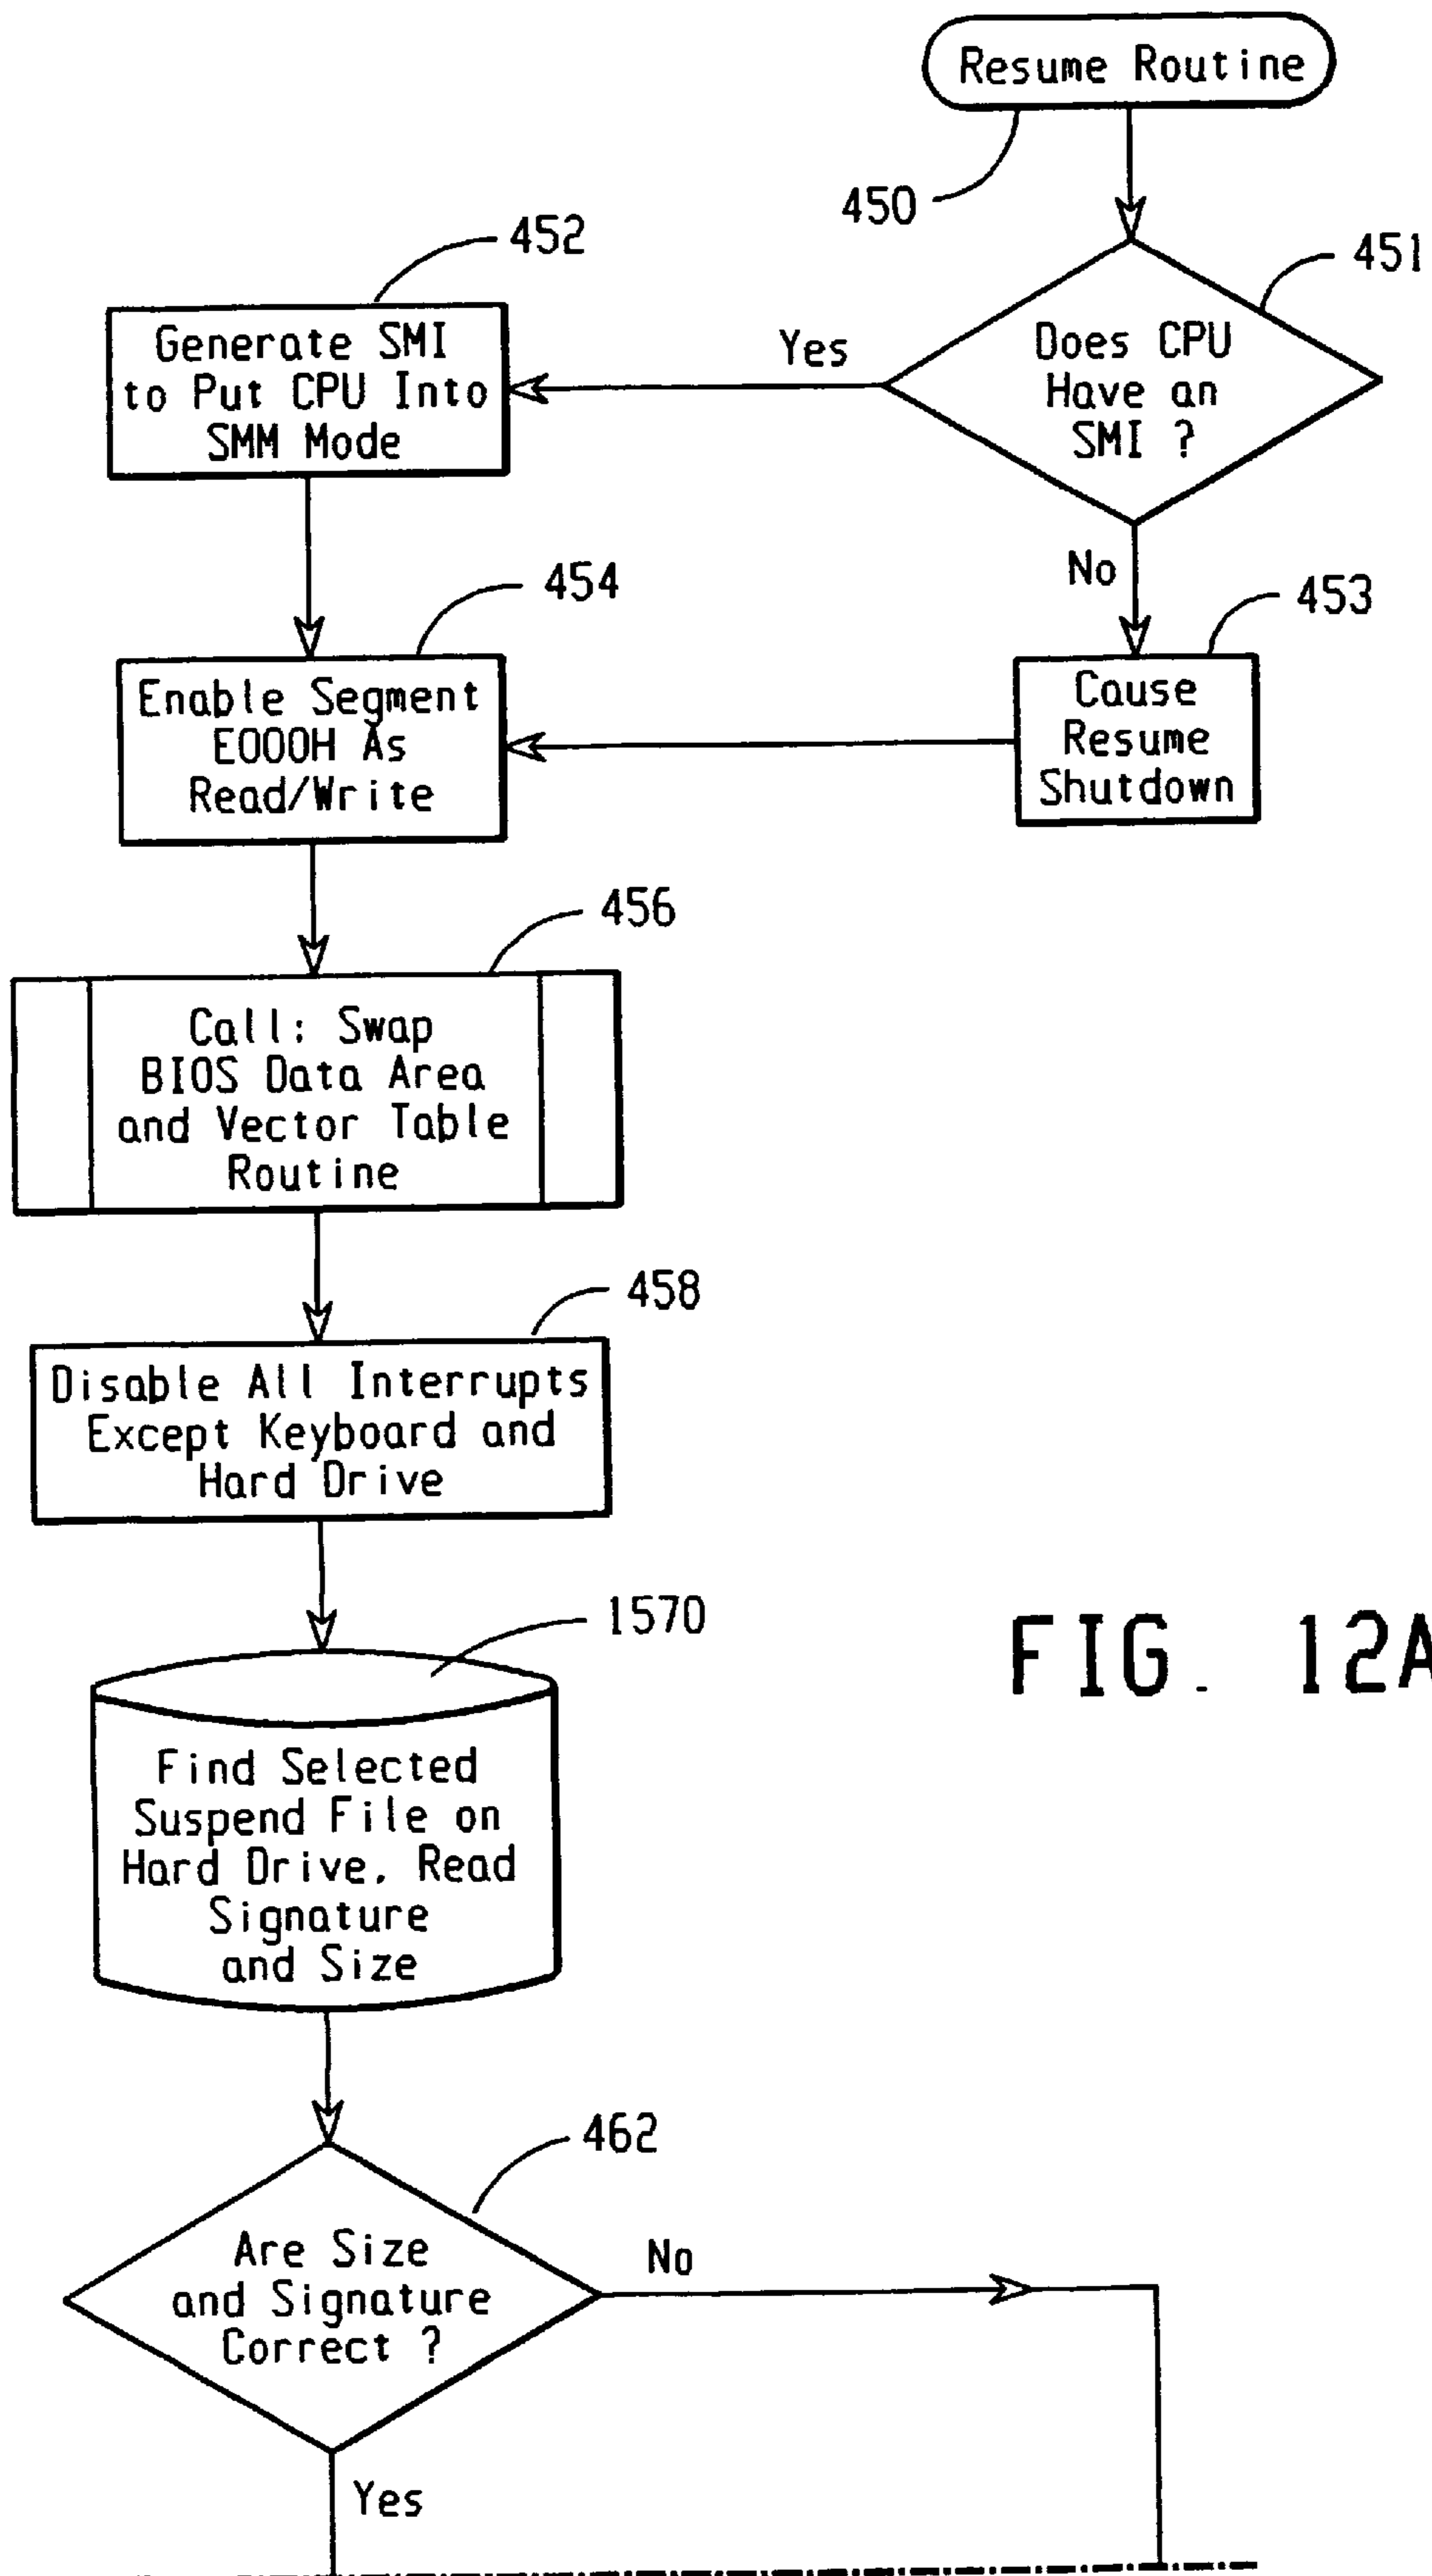 Resume Routine
450
451
Does CPU
Have an
SMI ?
Yes
No
452
Generate SMI
to Put CPU Into
SMM Mode
453
Cause
Resume
Shutdown
454
Enable Segment
E000H As
Read/Write
456
Call: Swap
BIOS Data Area
and Vector Table
Routine
458
Disable All Interrupts
Except Keyboard and
Hard Drive
1570
Find Selected
Suspend File on
Hard Drive, Read
Signature
and Size
462
Are Size
and Signature
Correct ?
No
Yes
FIG. 12A